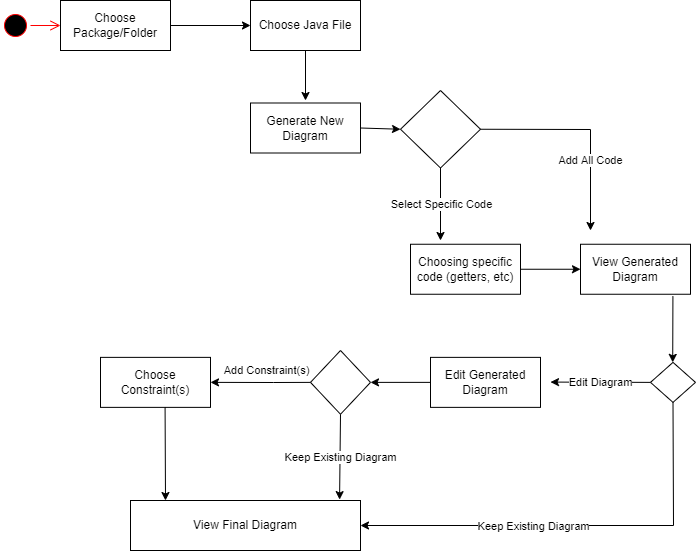 Choose
Package/Folder
Choose Java File
Generate New
Diagram
Add All Code
Select Specific Code
Choosing specific
code (getters, etc)
View Generated
Diagram
Add Constraint(s)
Choose
Constraint(s)
Edit Generated
Diagram
Edit Diagram
Keep Existing Diagram
View Final Diagram
Keep Existing Diagram